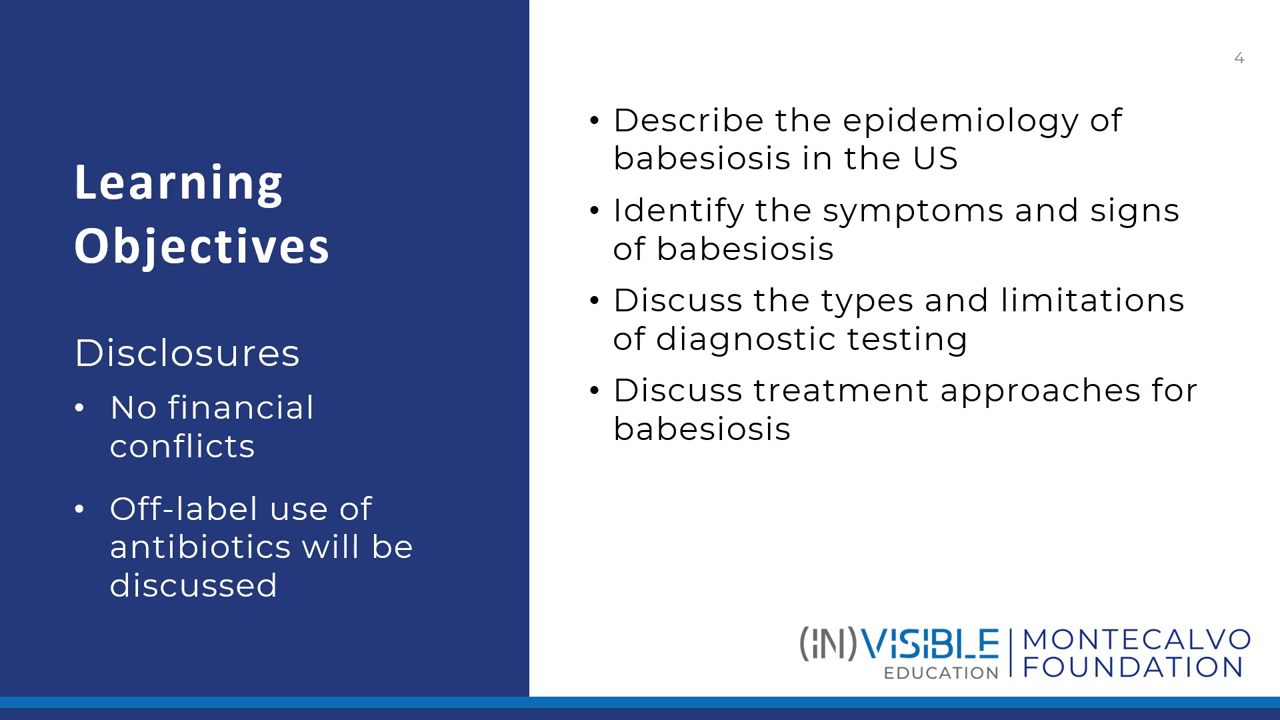 4
Learning
Objectives
Disclosures
• No financial
conflicts
• Off-label use of
antibiotics will be
discussed
• Describe the epidemiology of
babesiosis in the US
• Identify the symptoms and signs
of babesiosis
• Discuss the types and limitations
of diagnostic testing
• Discuss treatment approaches for
babesiosis
(IN)VISIBLE
EDUCATION
MONTECALVO
FOUNDATION